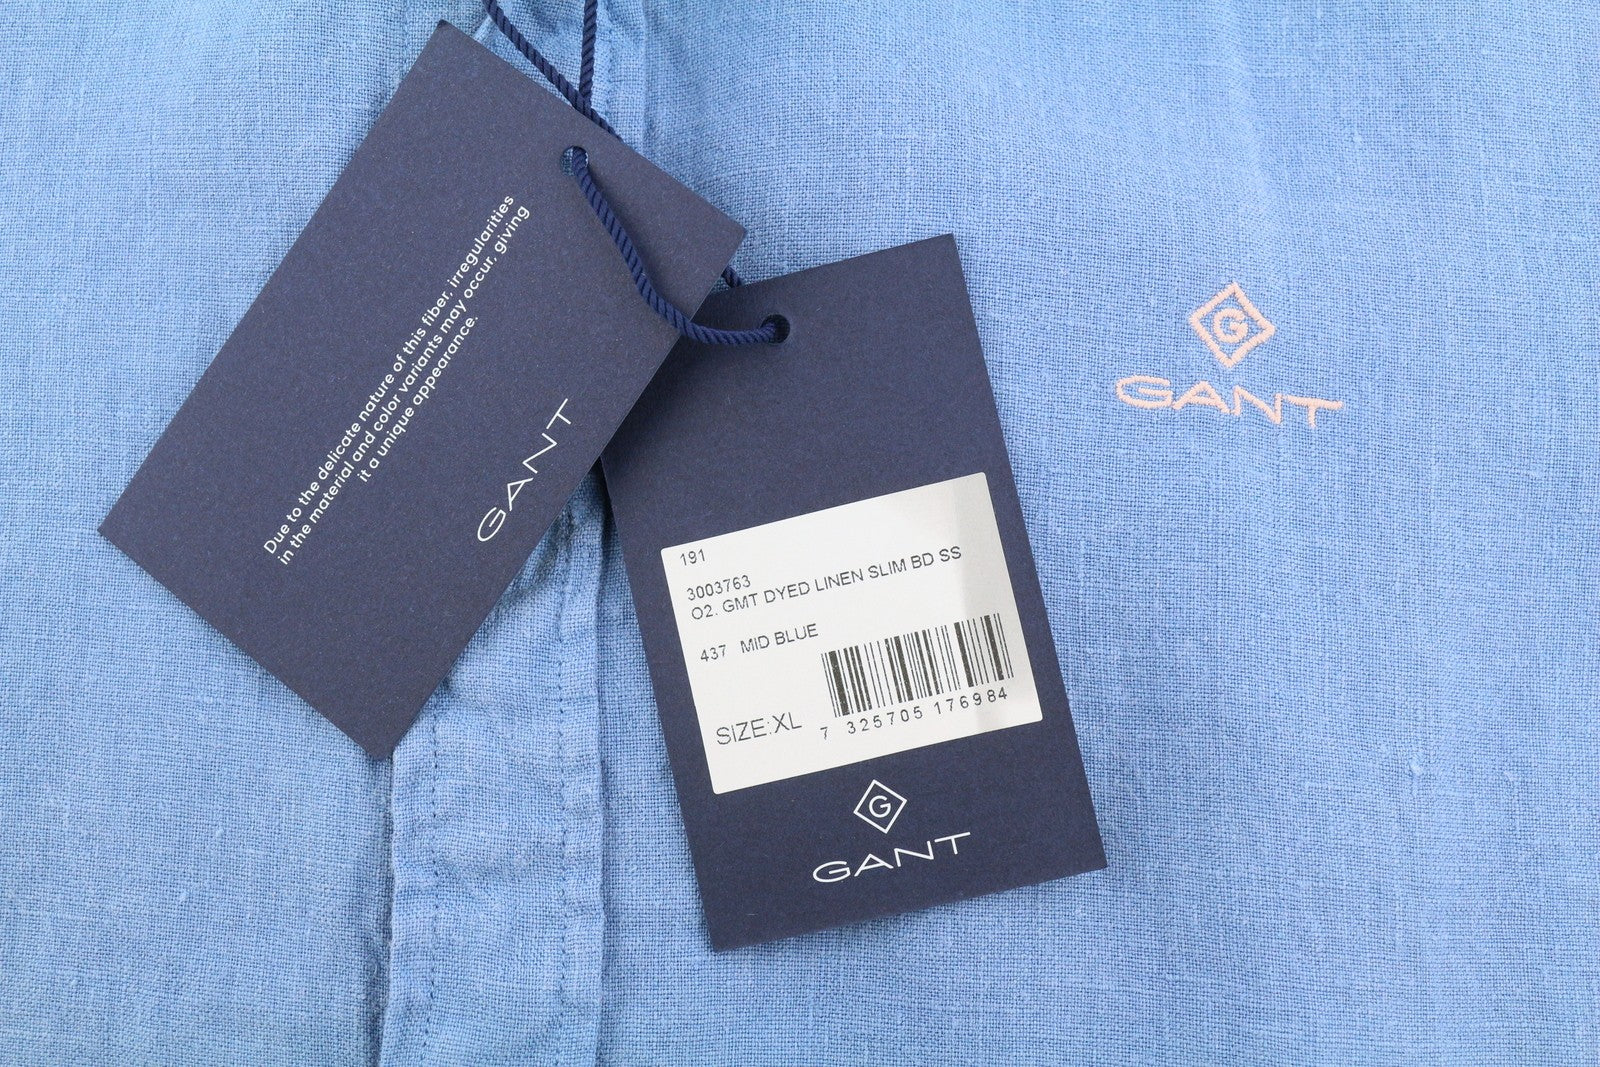 Due to the delicate nature of this fiber, irregularities
in the material and color variants may occur, giving
it a unique appearance.
GANT
191
3003763
O2. GMT DYED LINEN SLIM BD SS
437 MID BLUE
SIZE:XL
7 325705 176984
G
GANT
G
GANT